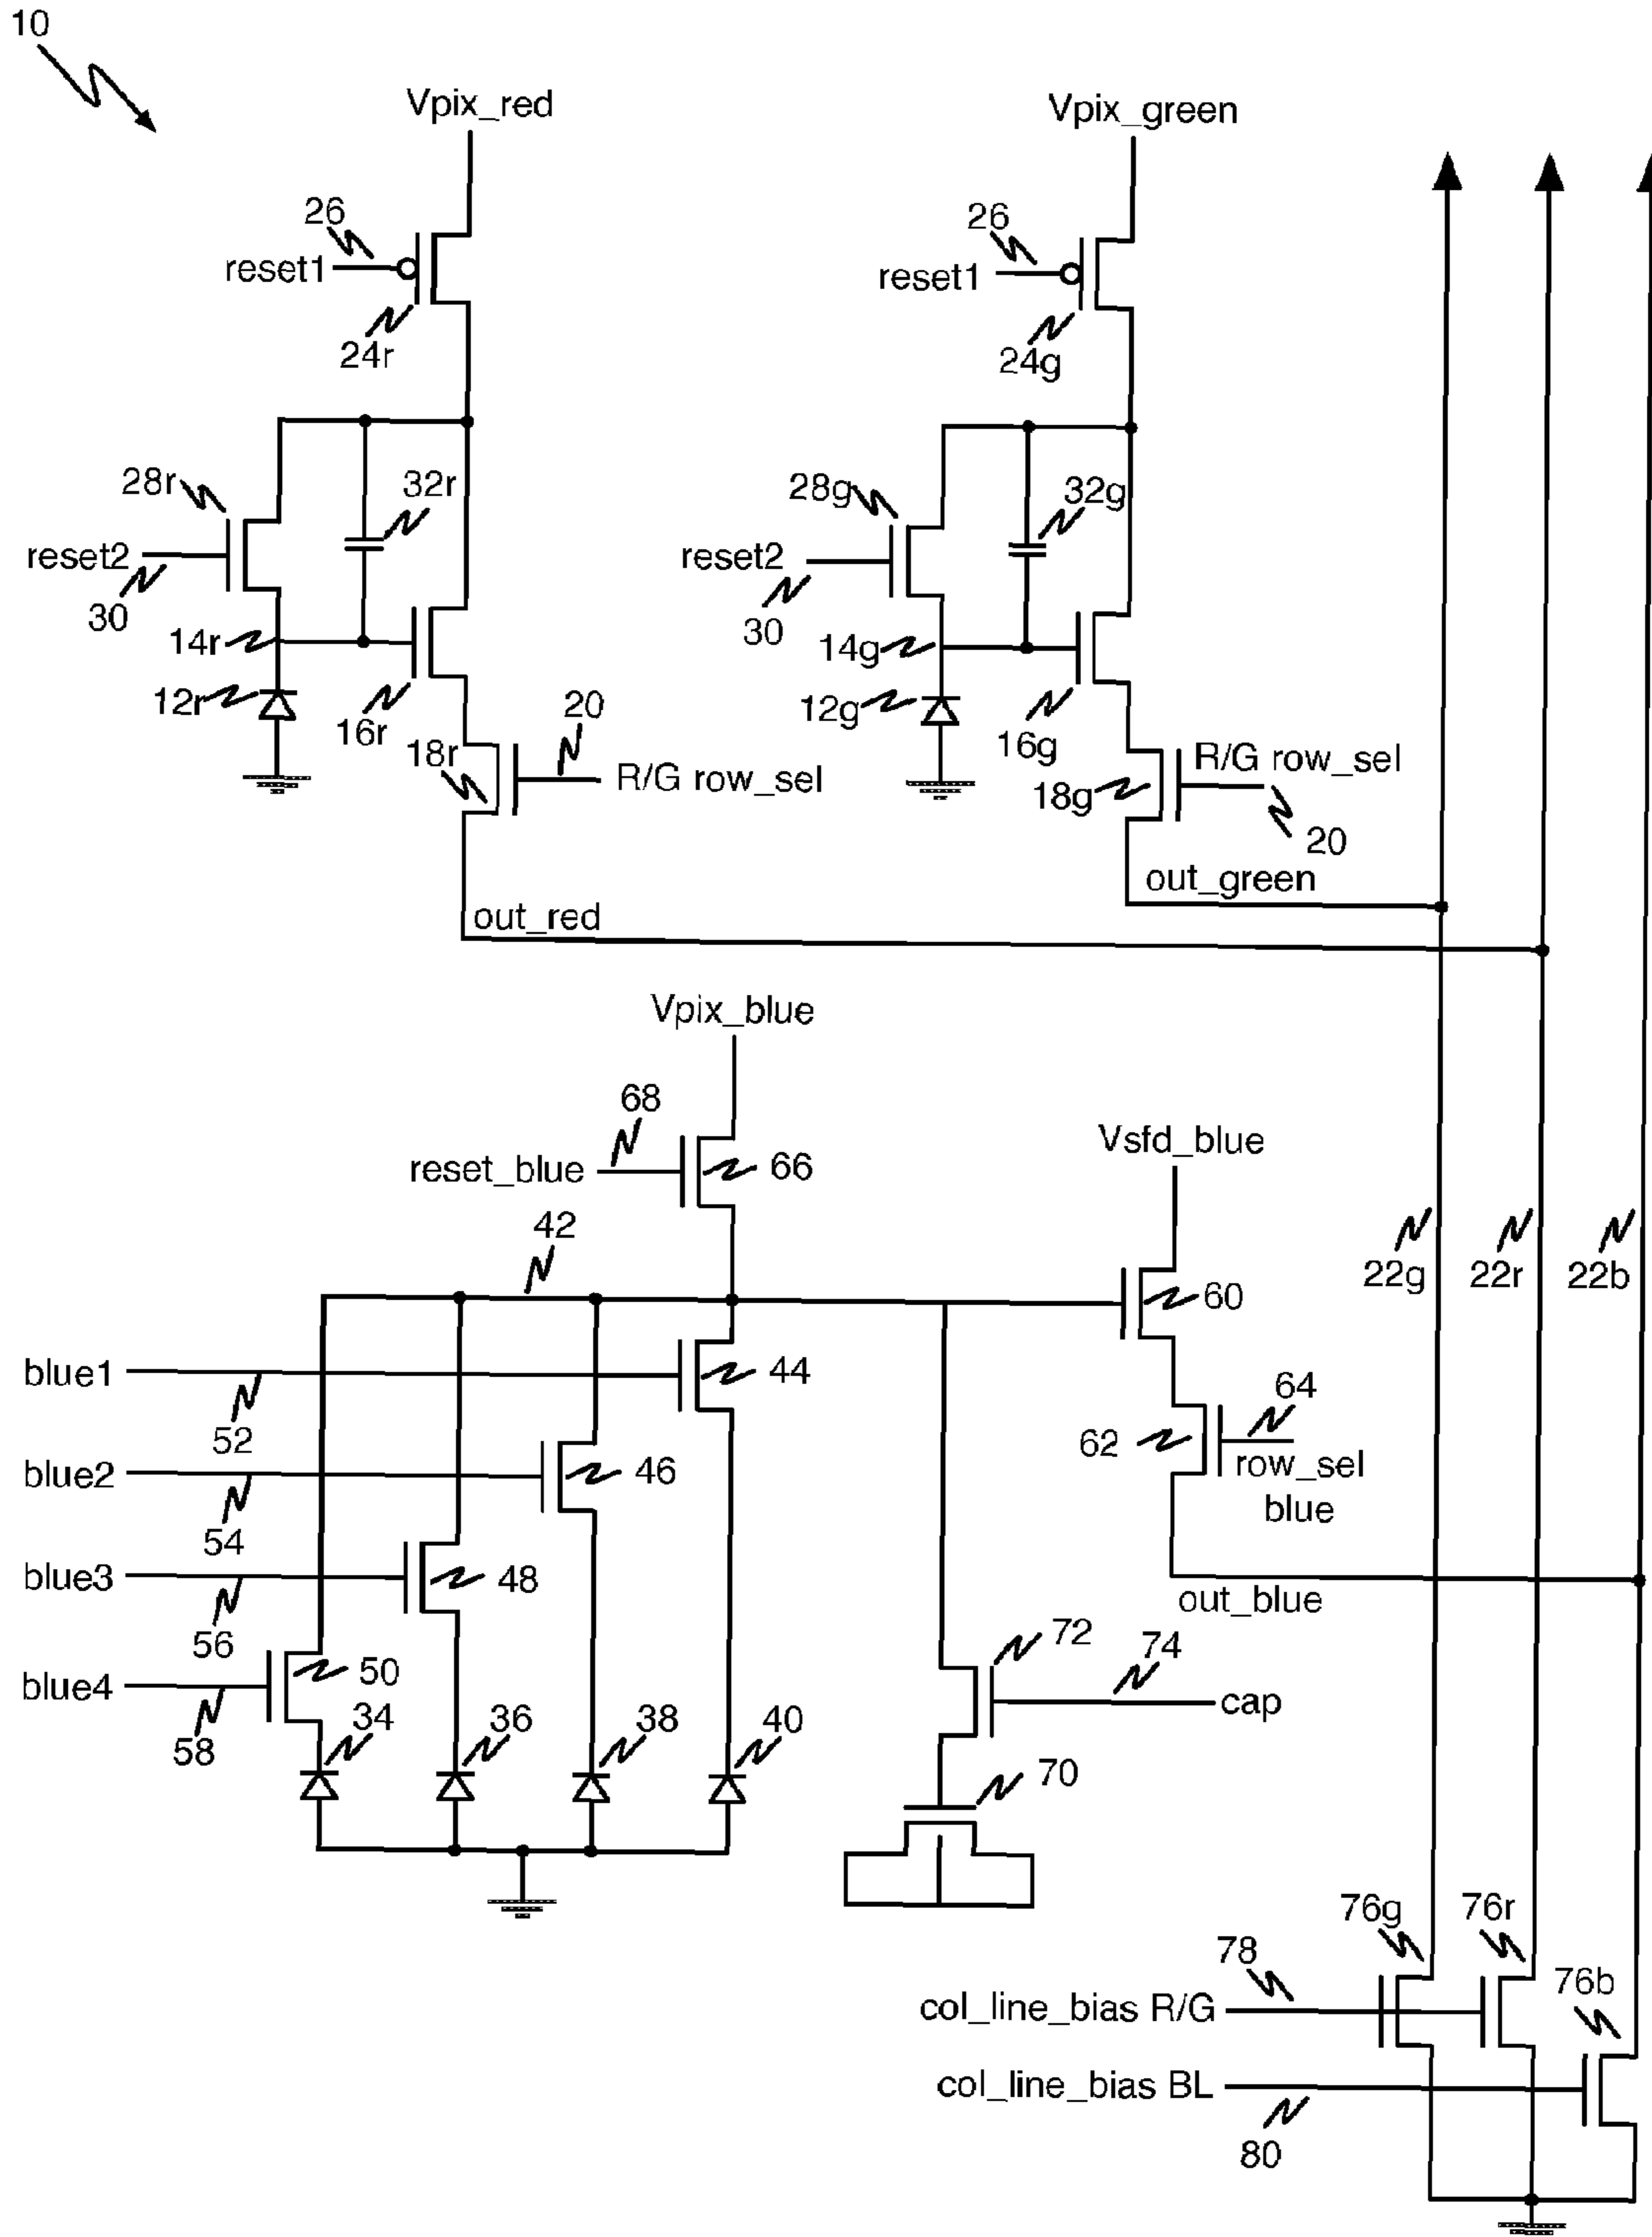 10
Vpix_red
Vpix_green
26
reset1
24r
26
reset1
24g
28r
32r
reset2
30
14r
12r
16r
18r
20
R/G row_sel
28g
32g
reset2
30
14g
12g
16g
18g
R/G row_sel
20
out_green
out_red
Vpix_blue
68
reset_blue
66
Vsfd_blue
42
60
22g
22r
22b
blue1
52
44
64
62
row_sel
blue
blue2
54
46
blue3
56
48
out_blue
blue4
58
50
34
36
38
40
72
74
cap
70
76g
76r
76b
78
col_line_bias R/G
col_line_bias BL
80